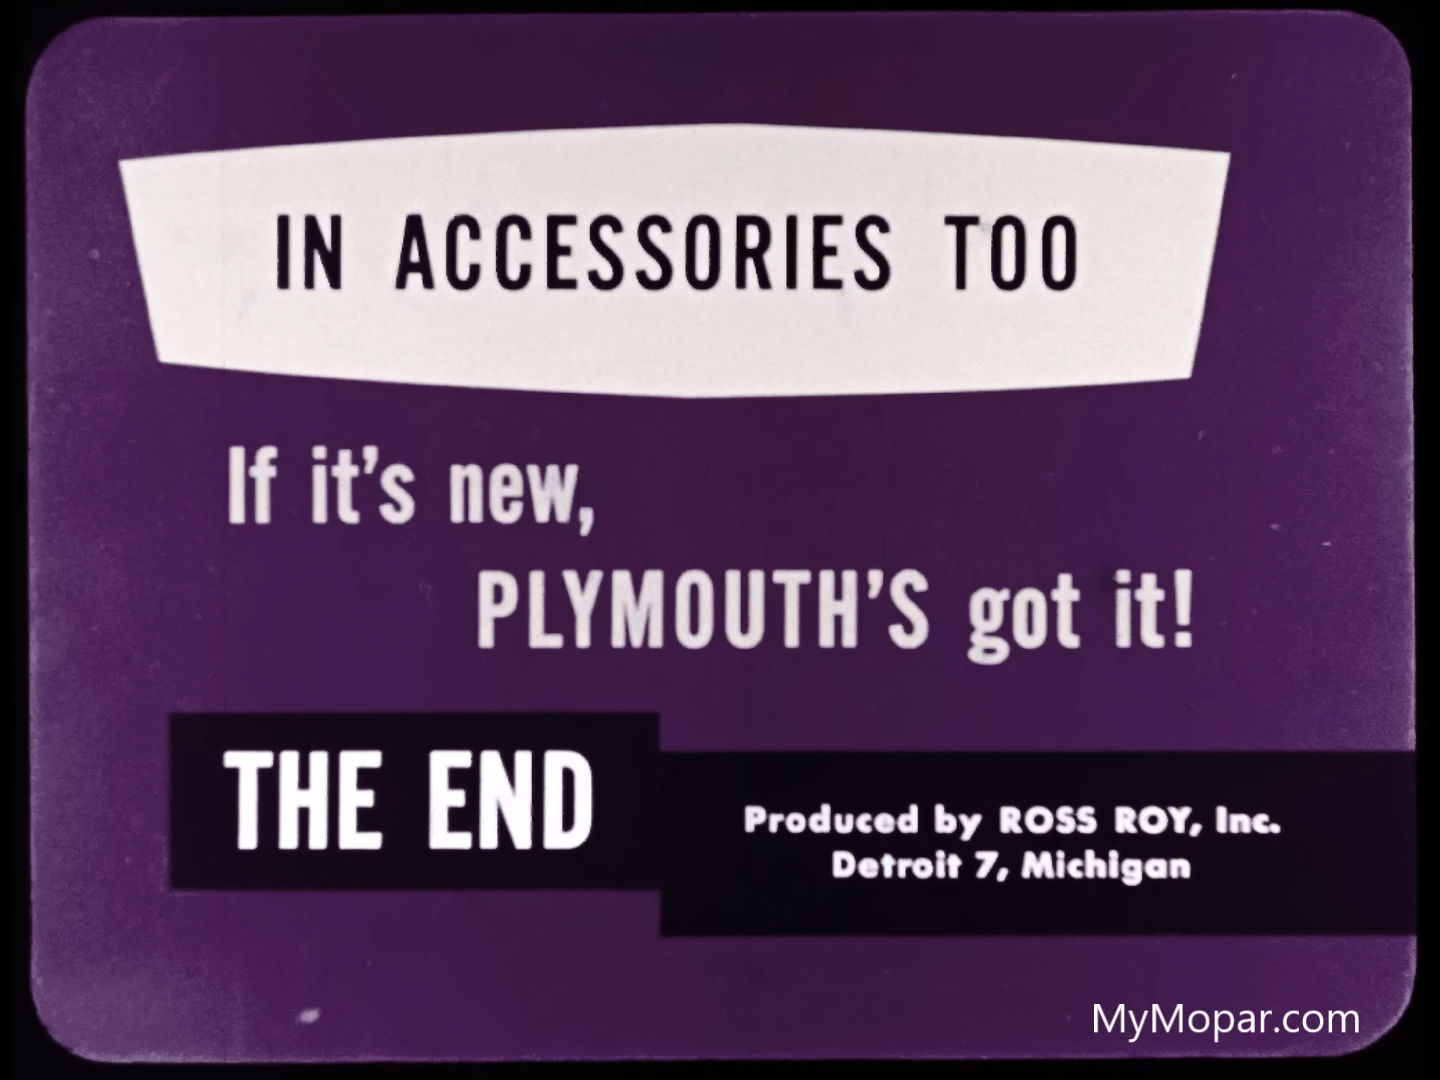 IN ACCESSORIES TOO
If it's new,
PLYMOUTH'S got it!
THE END
Produced by ROSS ROY, Inc.
Detroit 7, Michigan
MyMopar.com